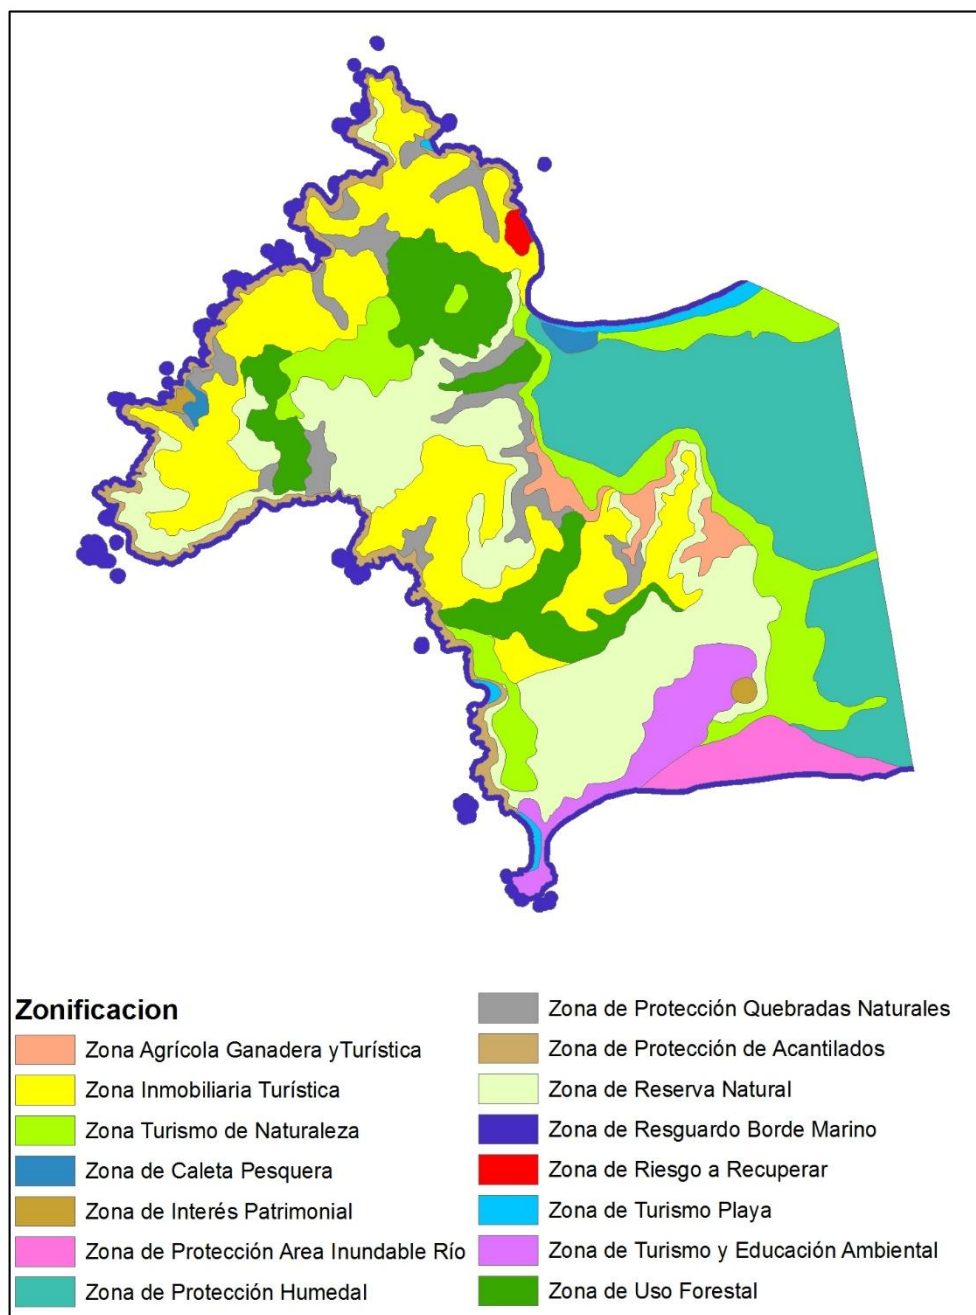 Zonificacion
Zona Agrícola Ganadera yTurística
Zona Inmobiliaria Turística
Zona Turismo de Naturaleza
Zona de Caleta Pesquera
Zona de Interés Patrimonial
Zona de Protección Area Inundable Río
Zona de Protección Humedal
Zona de Protección Quebradas Naturales
Zona de Protección de Acantilados
Zona de Reserva Natural
Zona de Resguardo Borde Marino
Zona de Riesgo a Recuperar
Zona de Turismo Playa
Zona de Turismo y Educación Ambiental
Zona de Uso Forestal